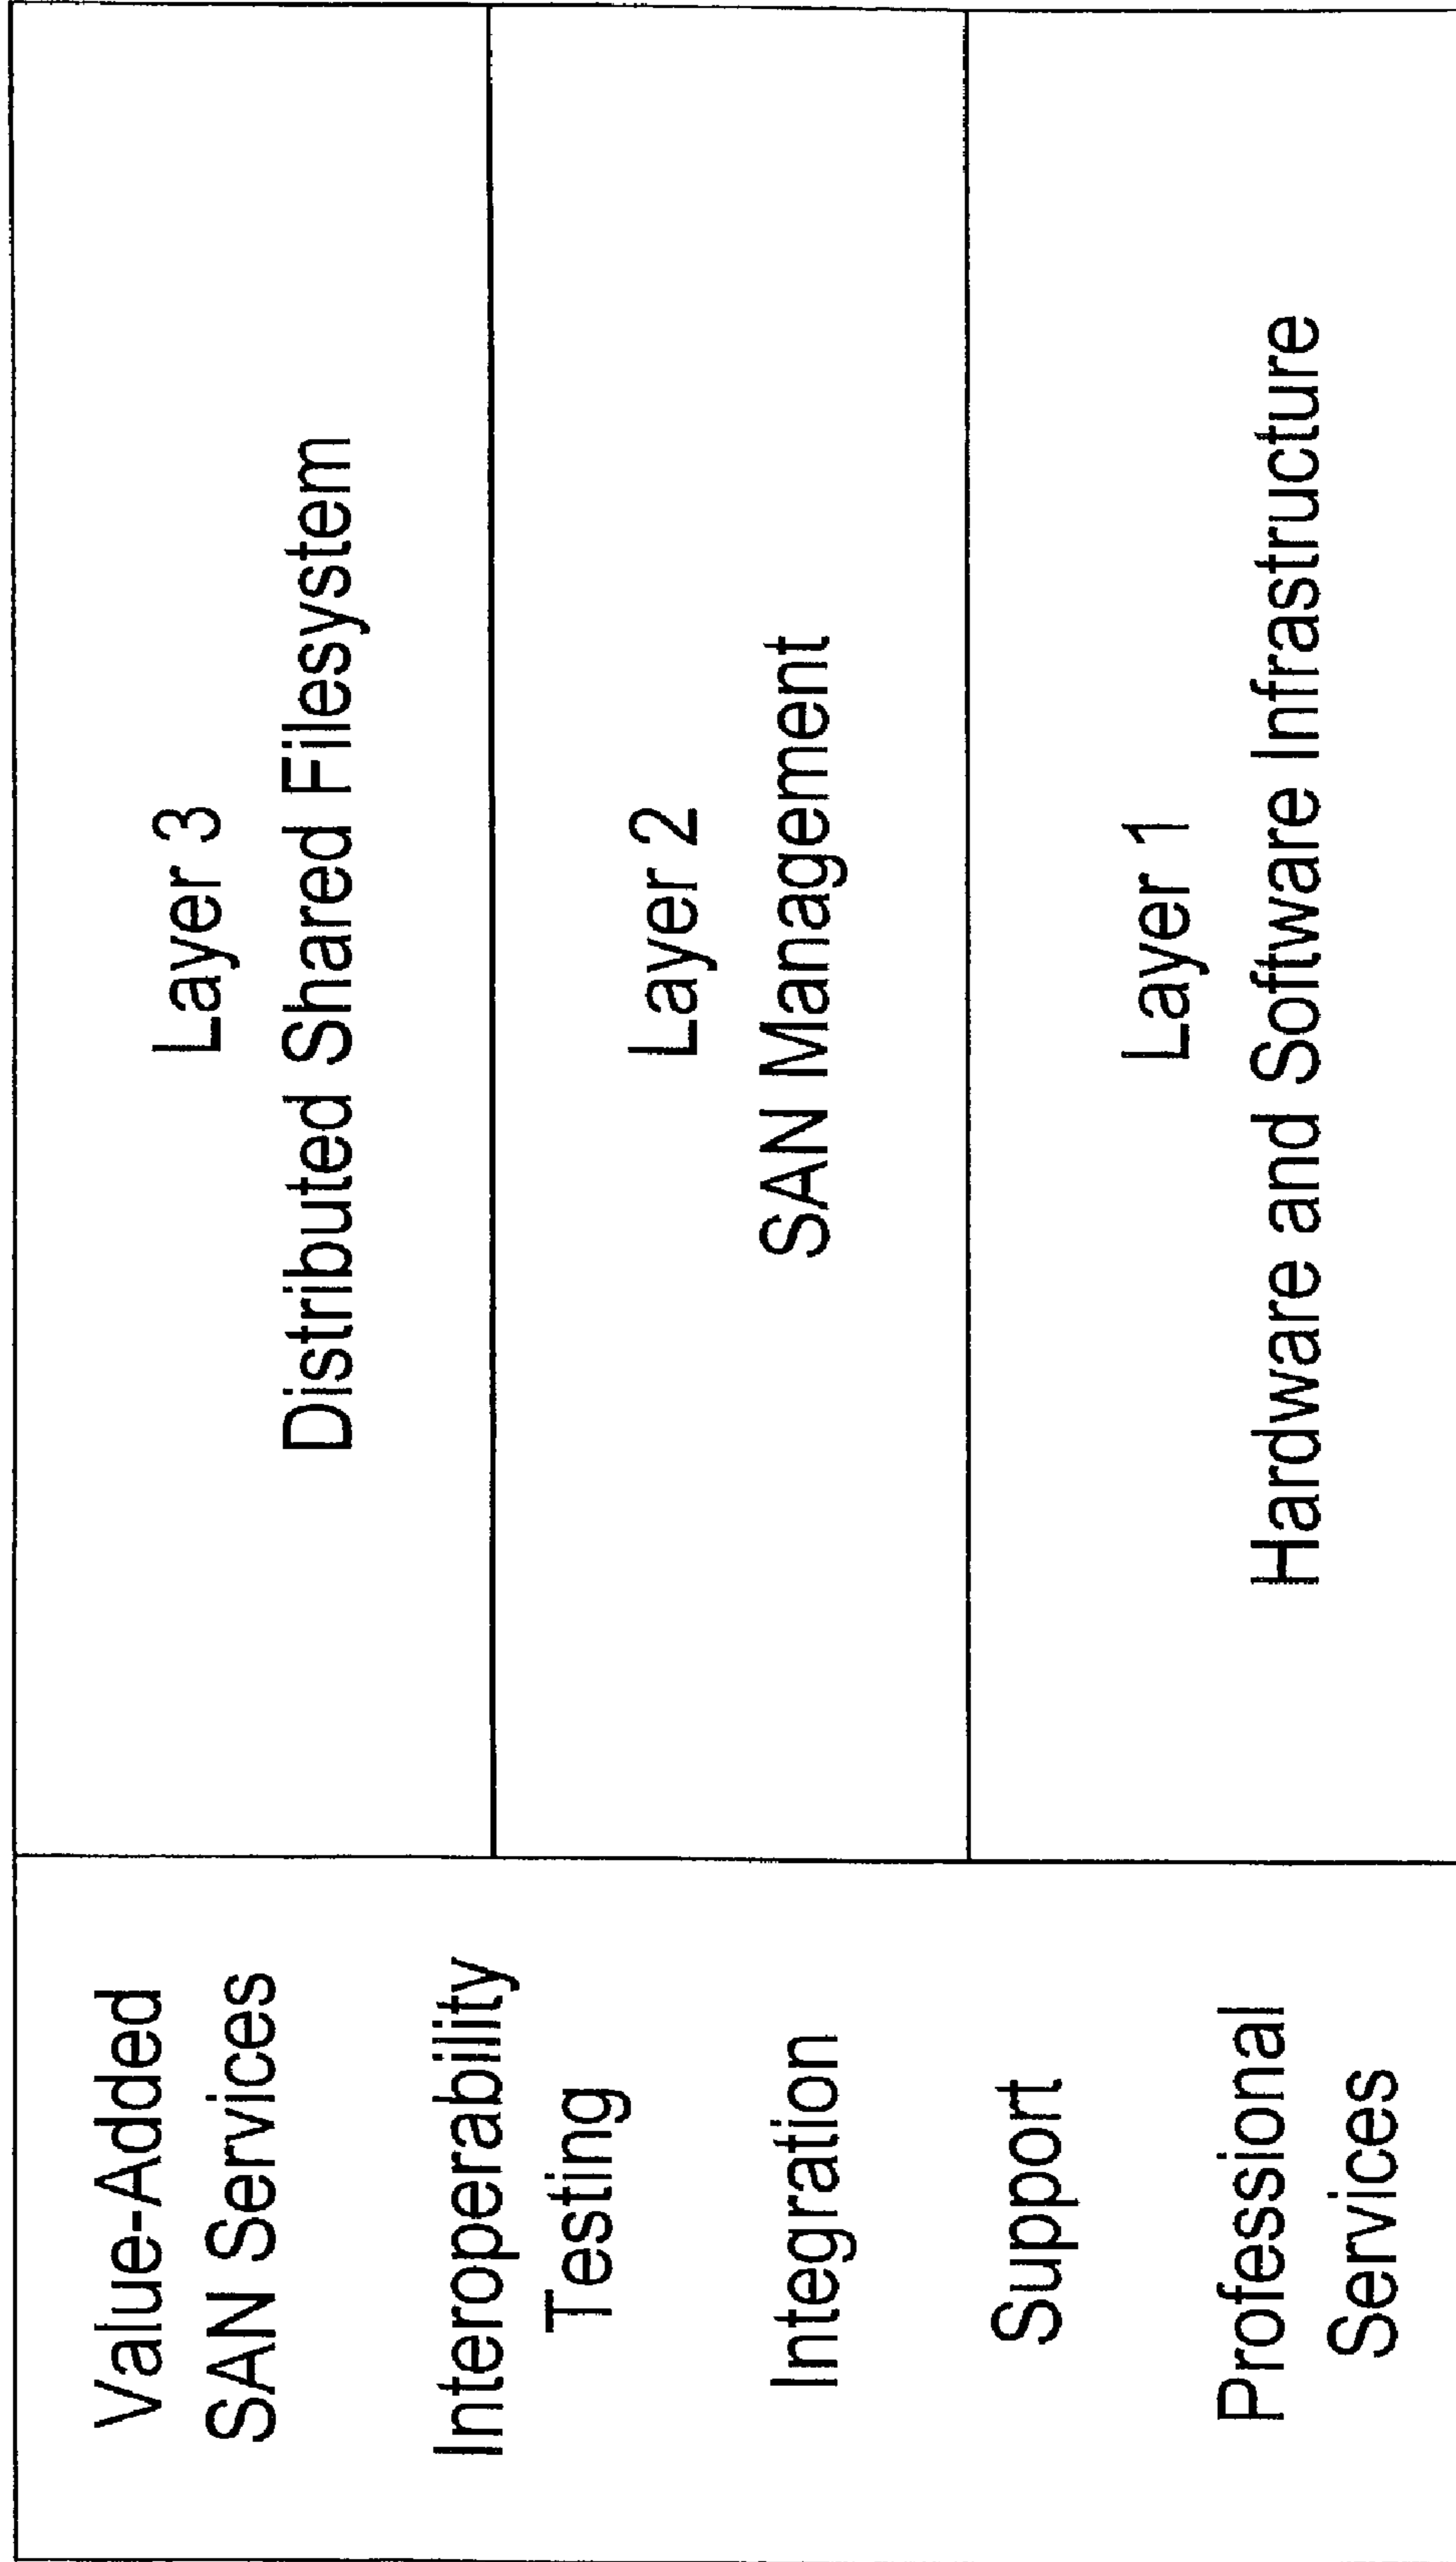 Value-Added
SAN Services
Interoperability
Testing
Integration
Support
Professional
Services
Layer 3
Distributed Shared Filesystem
Layer 2
SAN Management
Layer 1
Hardware and Software Infrastructure